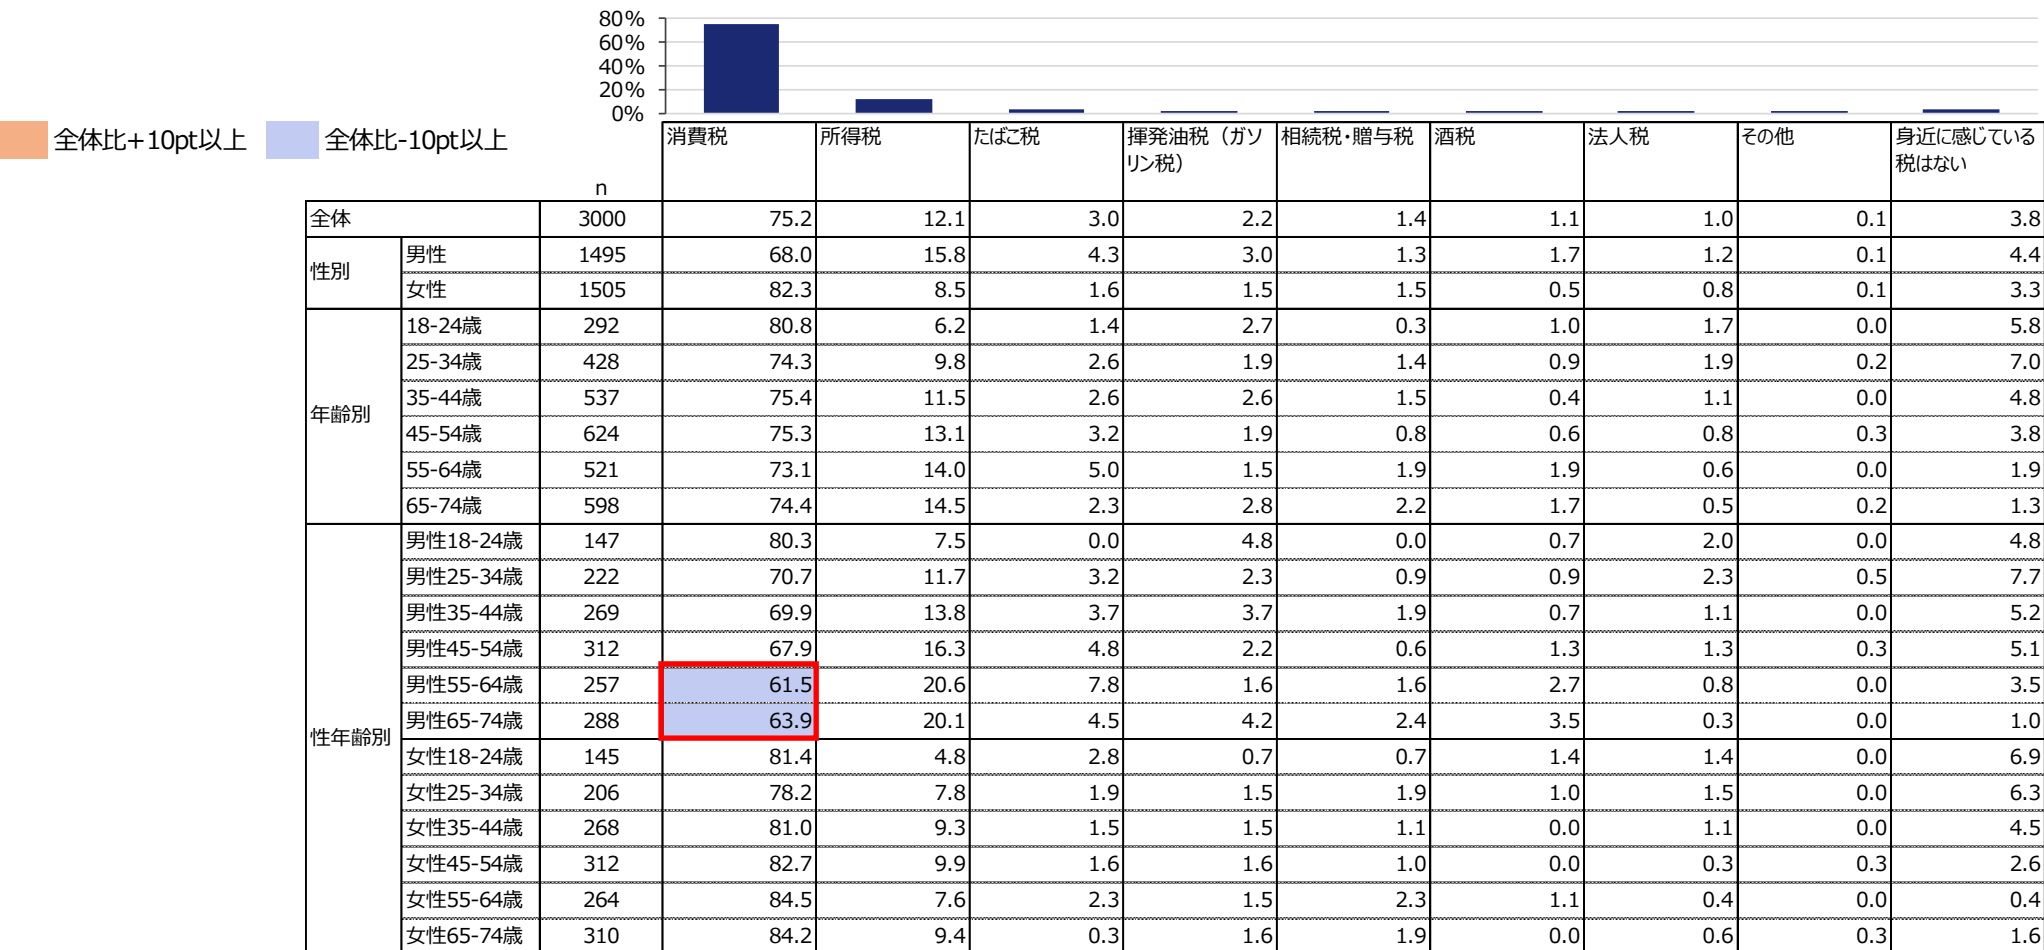 80%
60%
40%
20%
0%
全体比+10pt以上 全体比-10pt以上
n 消費税 所得税 たばこ税 揮発油税（ガソリン税） 相続税・贈与税 酒税 法人税 その他 身近に感じている税はない
全体 3000 75.2 12.1 3.0 2.2 1.4 1.1 1.0 0.1 3.8
性別 男性 1495 68.0 15.8 4.3 3.0 1.3 1.7 1.2 0.1 4.4
女性 1505 82.3 8.5 1.6 1.5 1.5 0.5 0.8 0.1 3.3
年齢別 18-24歳 292 80.8 6.2 1.4 2.7 0.3 1.0 1.7 0.0 5.8
25-34歳 428 74.3 9.8 2.6 1.9 1.4 0.9 1.9 0.2 7.0
35-44歳 537 75.4 11.5 2.6 2.6 1.5 0.4 1.1 0.0 4.8
45-54歳 624 75.3 13.1 3.2 1.9 0.8 0.6 0.8 0.3 3.8
55-64歳 521 73.1 14.0 5.0 1.5 1.9 1.9 0.6 0.0 1.9
65-74歳 598 74.4 14.5 2.3 2.8 2.2 1.7 0.5 0.2 1.3
性年齢別 男性18-24歳 147 80.3 7.5 0.0 4.8 0.0 0.7 2.0 0.0 4.8
男性25-34歳 222 70.7 11.7 3.2 2.3 0.9 0.9 2.3 0.5 7.7
男性35-44歳 269 69.9 13.8 3.7 3.7 1.9 0.7 1.1 0.0 5.2
男性45-54歳 312 67.9 16.3 4.8 2.2 0.6 1.3 1.3 0.3 5.1
男性55-64歳 257 61.5 20.6 7.8 1.6 1.6 2.7 0.8 0.0 3.5
男性65-74歳 288 63.9 20.1 4.5 4.2 2.4 3.5 0.3 0.0 1.0
女性18-24歳 145 81.4 4.8 2.8 0.7 0.7 1.4 1.4 0.0 6.9
女性25-34歳 206 78.2 7.8 1.9 1.5 1.9 1.0 1.5 0.0 6.3
女性35-44歳 268 81.0 9.3 1.5 1.5 1.1 0.0 1.1 0.0 4.5
女性45-54歳 312 82.7 9.9 1.6 1.6 1.0 0.0 0.3 0.3 2.6
女性55-64歳 264 84.5 7.6 2.3 1.5 2.3 1.1 0.4 0.0 0.4
女性65-74歳 310 84.2 9.4 0.3 1.6 1.9 0.0 0.6 0.3 1.6